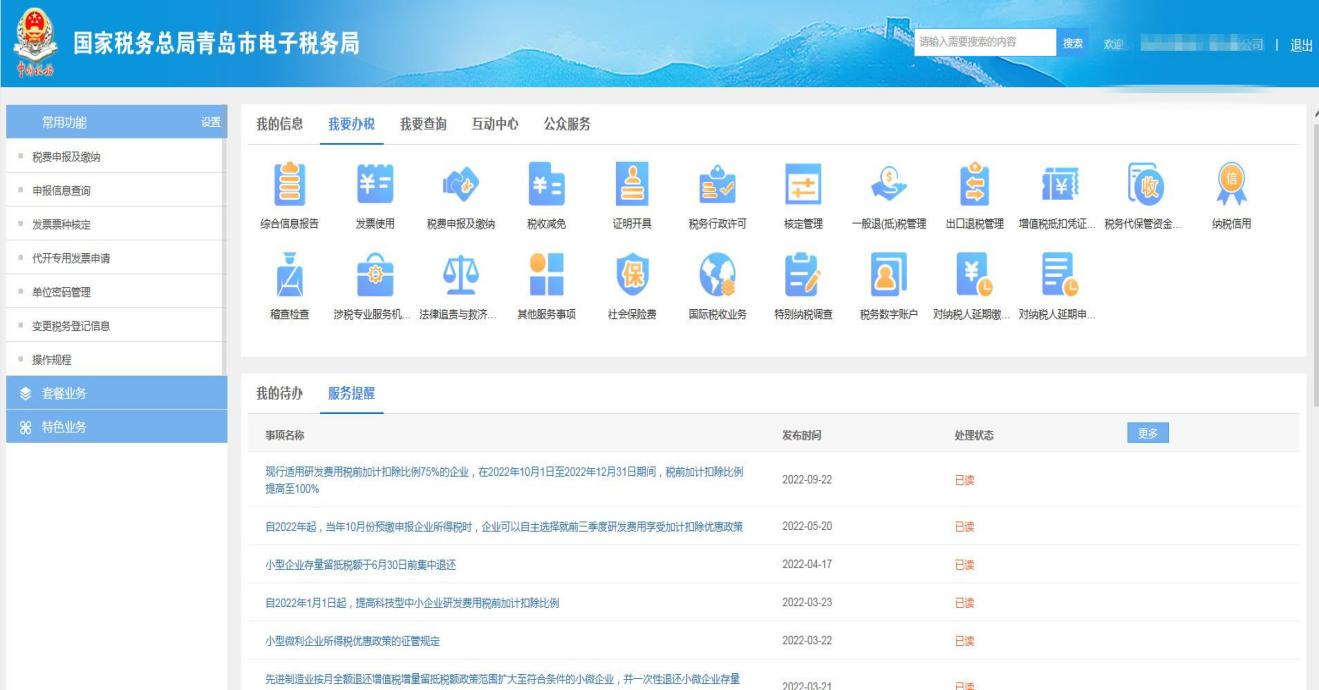 国家税务总局青岛市电子税务局
中国税务
请输入需要搜索的内容
搜索
欢迎
公司
|
退出
常用功能
设置
税费申报及缴纳
申报信息查询
发票票种核定
代开专用发票申请
单位密码管理
变更税务登记信息
操作规程
套餐业务
特色业务
我的信息
我要办税
我要查询
互动中心
公众服务
综合信息报告
发票使用
税费申报及缴纳
税收减免
证明开具
税务行政许可
核定管理
一般退(抵)税管理
出口退税管理
增值税抵扣凭证...
税务代保管资金...
纳税信用
稽查检查
涉税专业服务机...
法律追责与救济...
其他服务事项
社会保险费
国际税收业务
特别纳税调查
税务数字账户
对纳税人延期缴...
对纳税人延期申...
我的待办
服务提醒
事项名称
发布时间
处理状态
更多
现行适用研发费用税前加计扣除比例75%的企业，在2022年10月1日至2022年12月31日期间，税前加计扣除比例
提高至100%
2022-09-22
已读
自2022年起，当年10月份预缴申报企业所得税时，企业可以自主选择就前三季度研发费用享受加计扣除优惠政策
2022-05-20
已读
小型企业存量留抵税额于6月30日前集中退还
2022-04-17
已读
自2022年1月1日起，提高科技型中小企业研发费用税前加计扣除比例
2022-03-23
已读
小型微利企业所得税优惠政策的征管规定
2022-03-22
已读
先进制造业按月全额退还增值税增量留抵税额政策范围扩大至符合条件的小微企业，并一次性退还小微企业存量
2022-03-21
已读